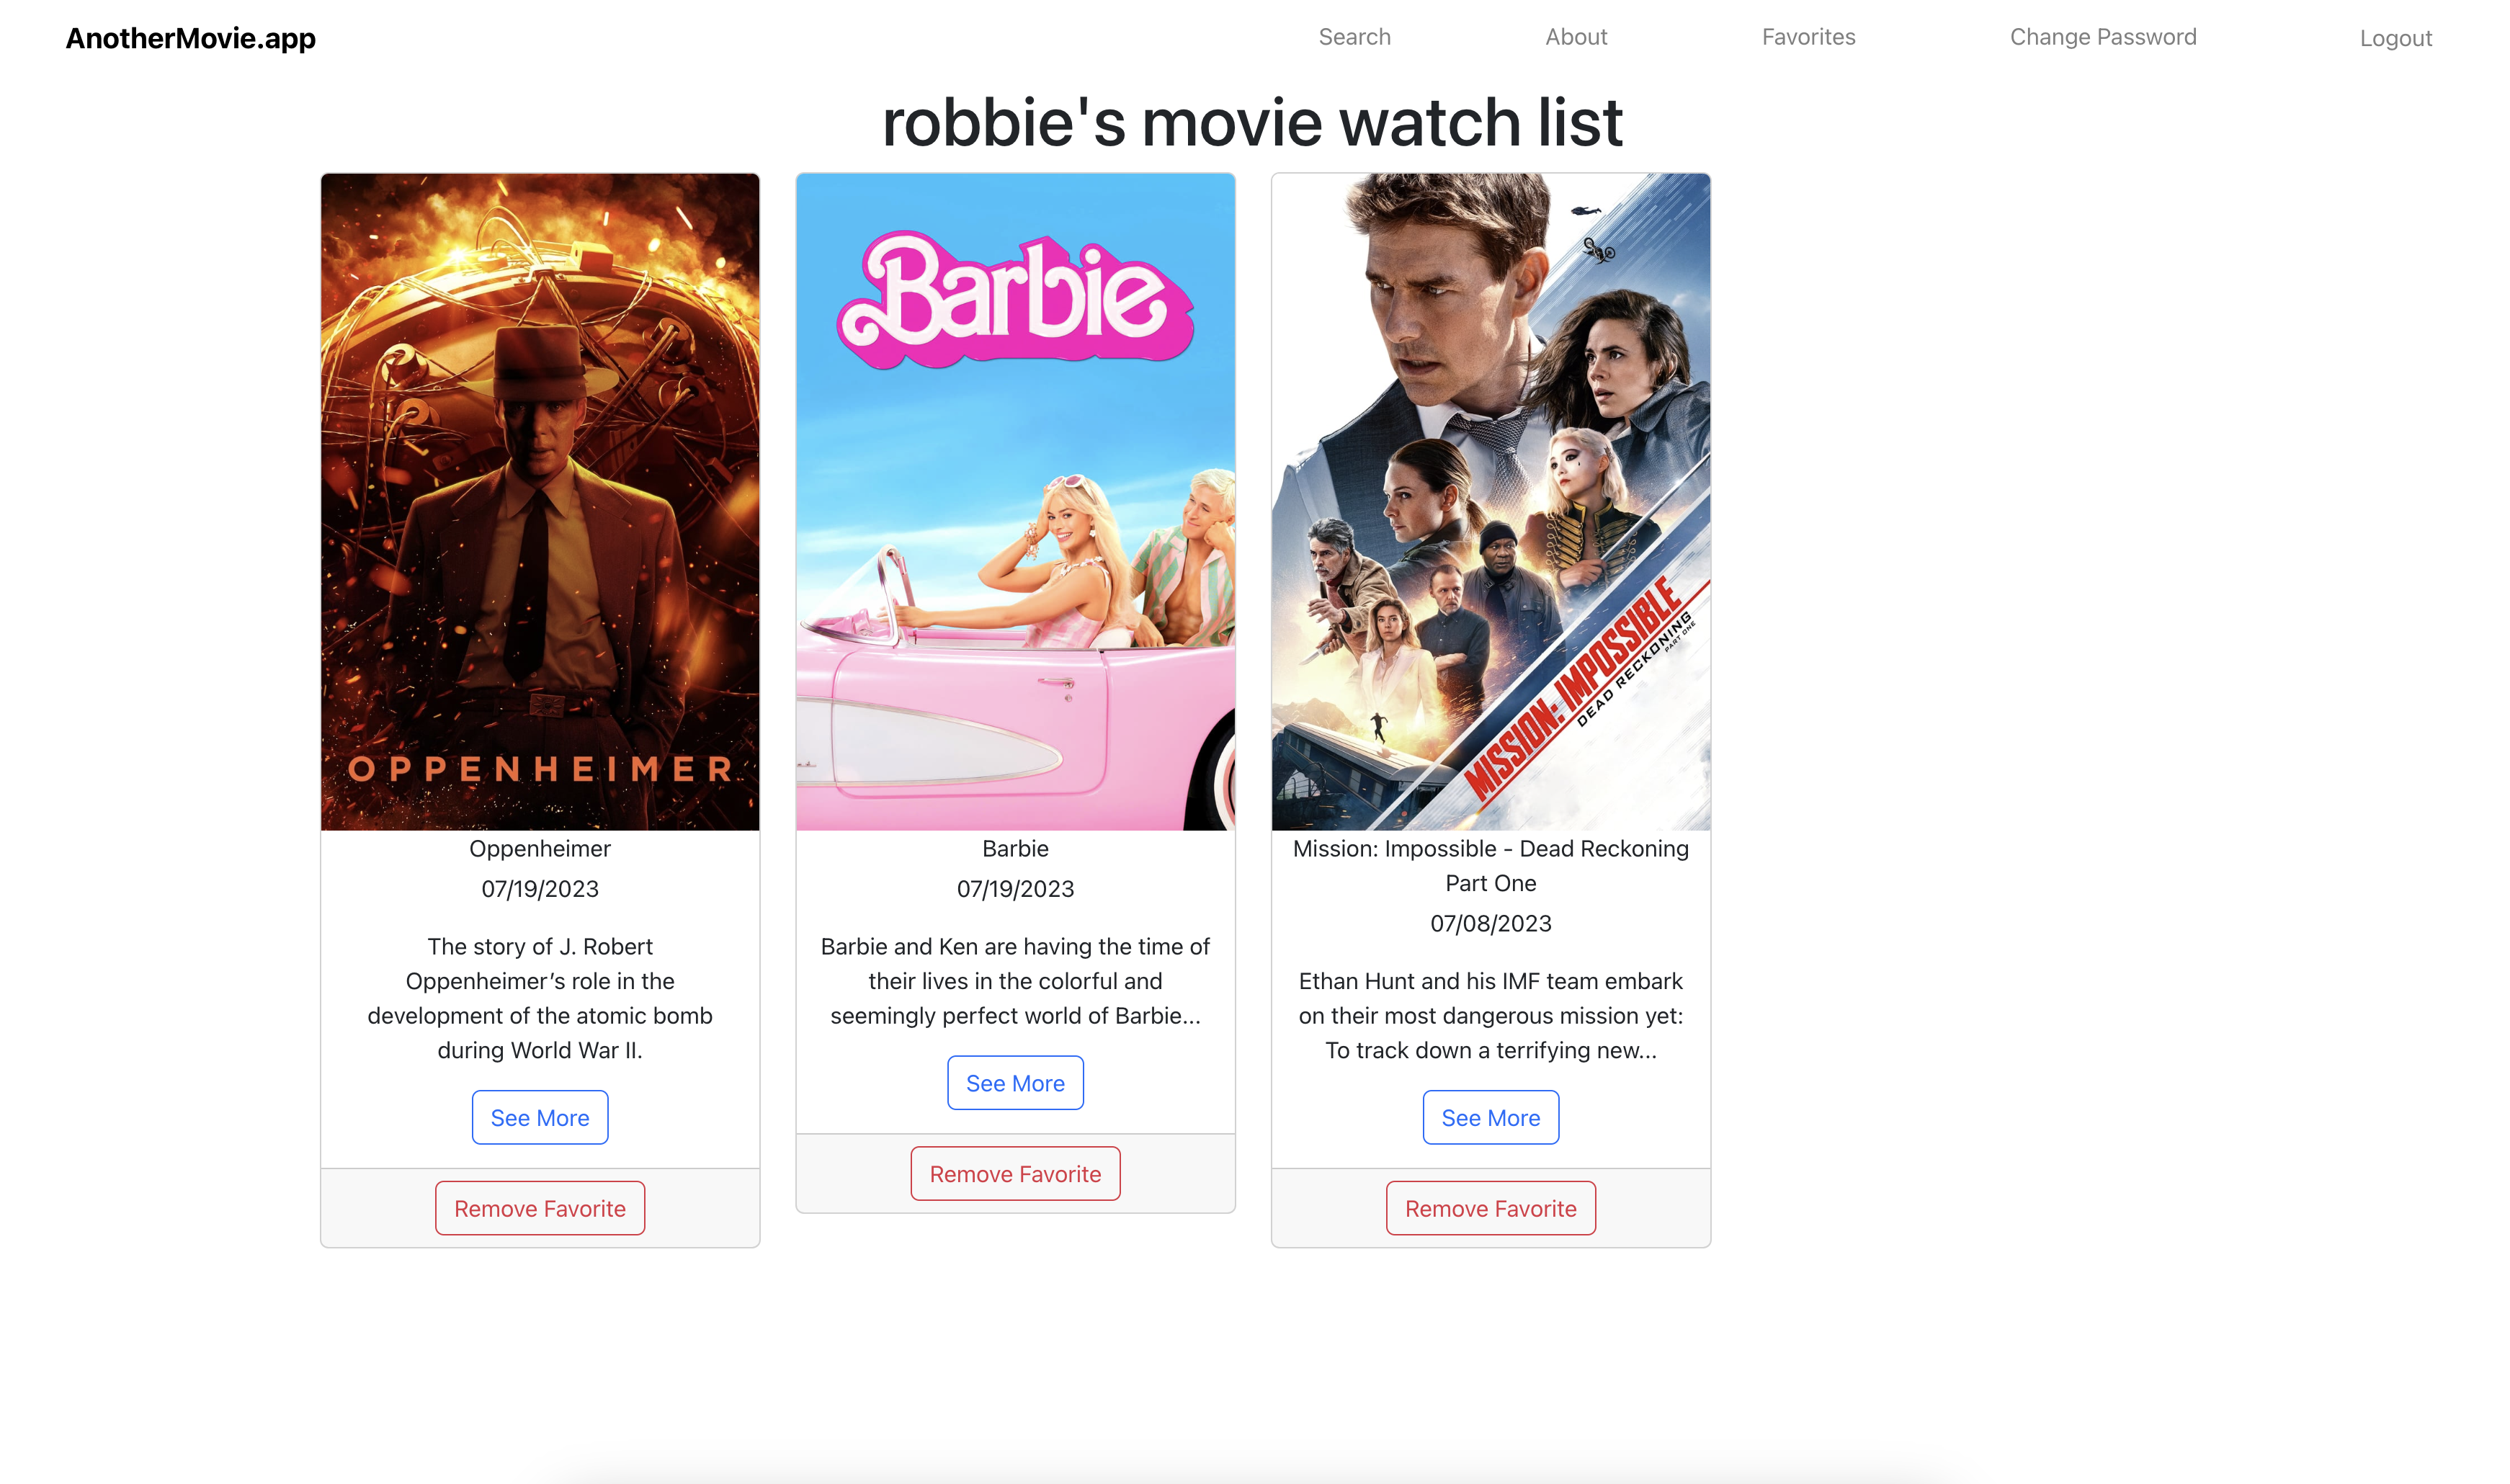 AnotherMovie.app
Search
About
Favorites
Change Password
Logout
robbie's movie watch list
OPPENHEIMER
Oppenheimer
07/19/2023
The story of J. Robert
Oppenheimer’s role in the
development of the atomic bomb
during World War II.
See More
Remove Favorite
Barbie
Barbie
07/19/2023
Barbie and Ken are having the time of
their lives in the colorful and
seemingly perfect world of Barbie...
See More
Remove Favorite
MISSION: IMPOSSIBLE
DEAD RECKONING
PART ONE
Mission: Impossible - Dead Reckoning
Part One
07/08/2023
Ethan Hunt and his IMF team embark
on their most dangerous mission yet:
To track down a terrifying new...
See More
Remove Favorite